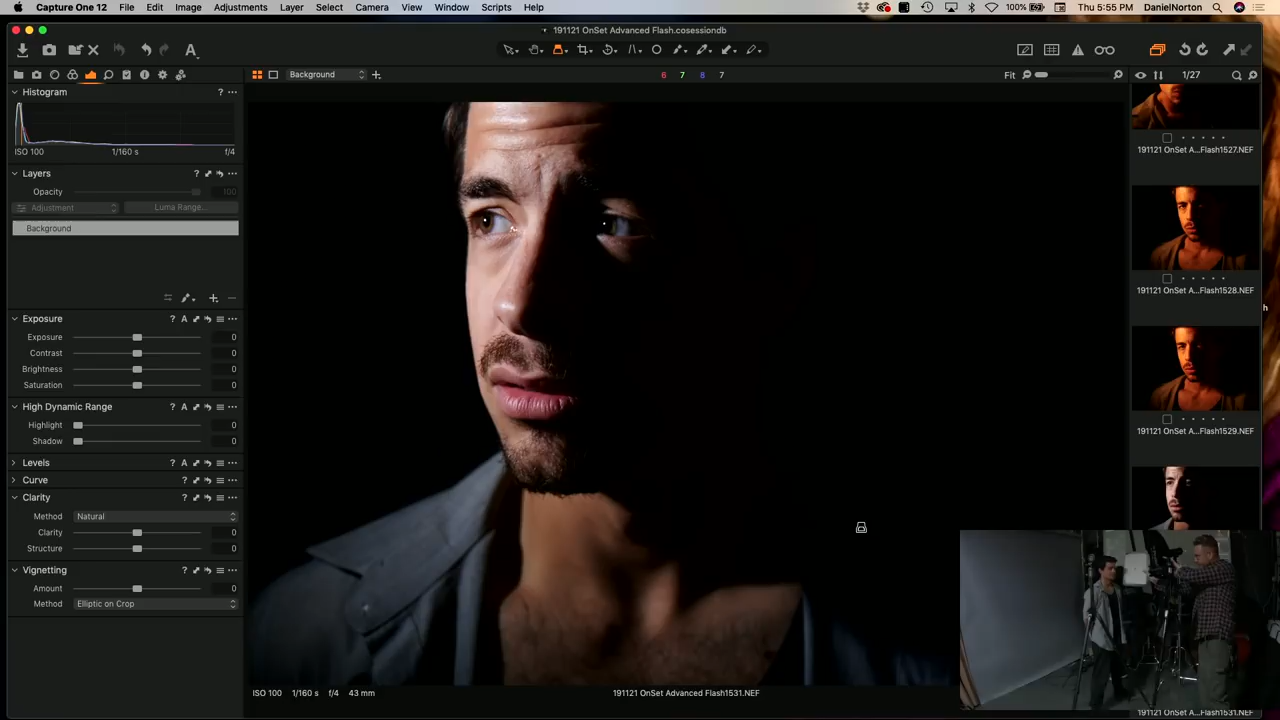 Capture One 12 File Edit Image Adjustments Layer Select Camera View Window Scripts Help 100% Thu 5:55 PM DanielNorton
191121 OnSet Advanced Flash.cosessiondb
Background 6 7 8 7 Fit 1/27
Histogram ?
ISO 100 1/160 s f/4
Layers ?
Opacity 100
Adjustment Luma Range...
Background
Exposure ? A
Exposure 0
Contrast 0
Brightness 0
Saturation 0
High Dynamic Range ? A
Highlight 0
Shadow 0
Levels ? A
Curve ? A
Clarity ?
Method Natural
Clarity 0
Structure 0
Vignetting ?
Amount 0
Method Elliptic on Crop
ISO 100 1/160 s f/4 43 mm 191121 OnSet Advanced Flash1531.NEF
191121 OnSet A...Flash1527.NEF
191121 OnSet A...Flash1528.NEF
191121 OnSet A...Flash1529.NEF
191121 OnSet A...Flash1531.NEF
h